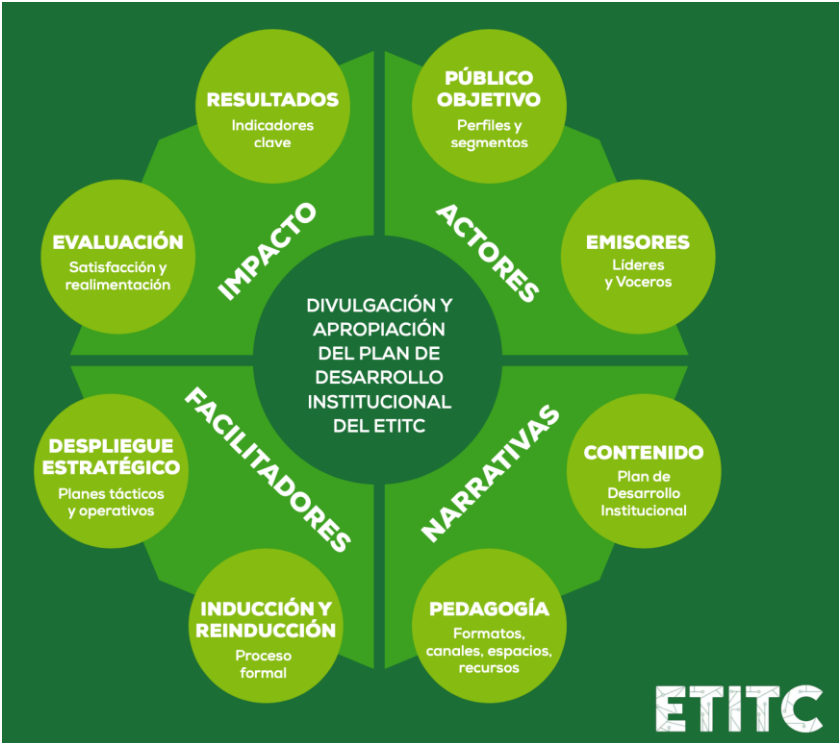 RESULTADOS
Indicadores
clave
PÚBLICO
OBJETIVO
Perfiles y
segmentos
EVALUACIÓN
Satisfacción y
realimentación
IMPACTO
ACTORES
EMISORES
Líderes
y Voceros
DIVULGACIÓN Y
APROPIACIÓN
DEL PLAN DE
DESARROLLO
INSTITUCIONAL
DEL ETITC
DESPLIEGUE
ESTRATÉGICO
Planes tácticos
y operativos
FACILITADORES
NARRATIVAS
CONTENIDO
Plan de
Desarrollo
Institucional
INDUCCIÓN Y
REINDUCCIÓN
Proceso
formal
PEDAGOGÍA
Formatos,
canales, espacios,
recursos
ETITC